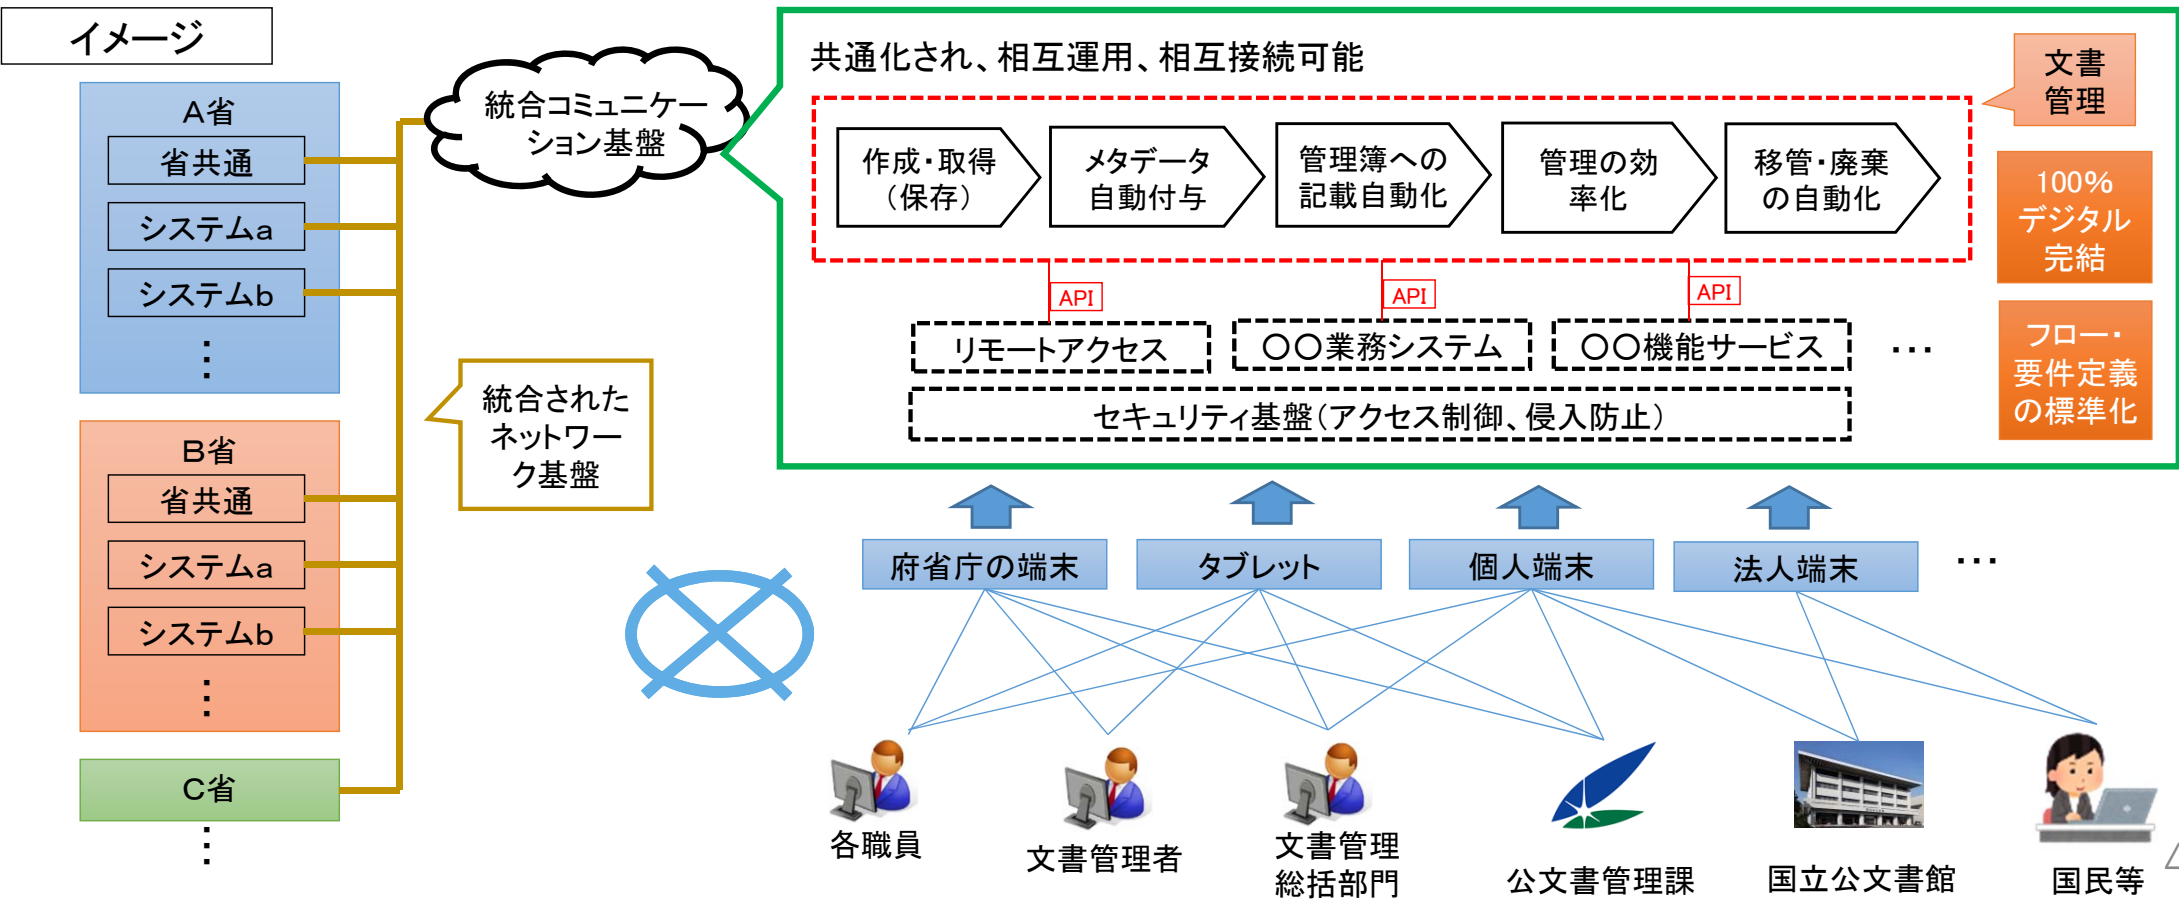 イメージ
A省
省共通
システムa
システムb
⋮
B省
省共通
システムa
システムb
⋮
C省
⋮
統合コミュニケー
ション基盤
統合された
ネットワー
ク基盤
共通化され、相互運用、相互接続可能
文書
管理
作成・取得
（保存）
メタデータ
自動付与
管理簿への
記載自動化
管理の効
率化
移管・廃棄
の自動化
100％
デジタル
完結
API
API
API
リモートアクセス
〇〇業務システム
〇〇機能サービス
…
フロー・
要件定義
の標準化
セキュリティ基盤（アクセス制御、侵入防止）
府省庁の端末
タブレット
個人端末
法人端末
…
各職員
文書管理者
文書管理
総括部門
公文書管理課
国立公文書館
国民等